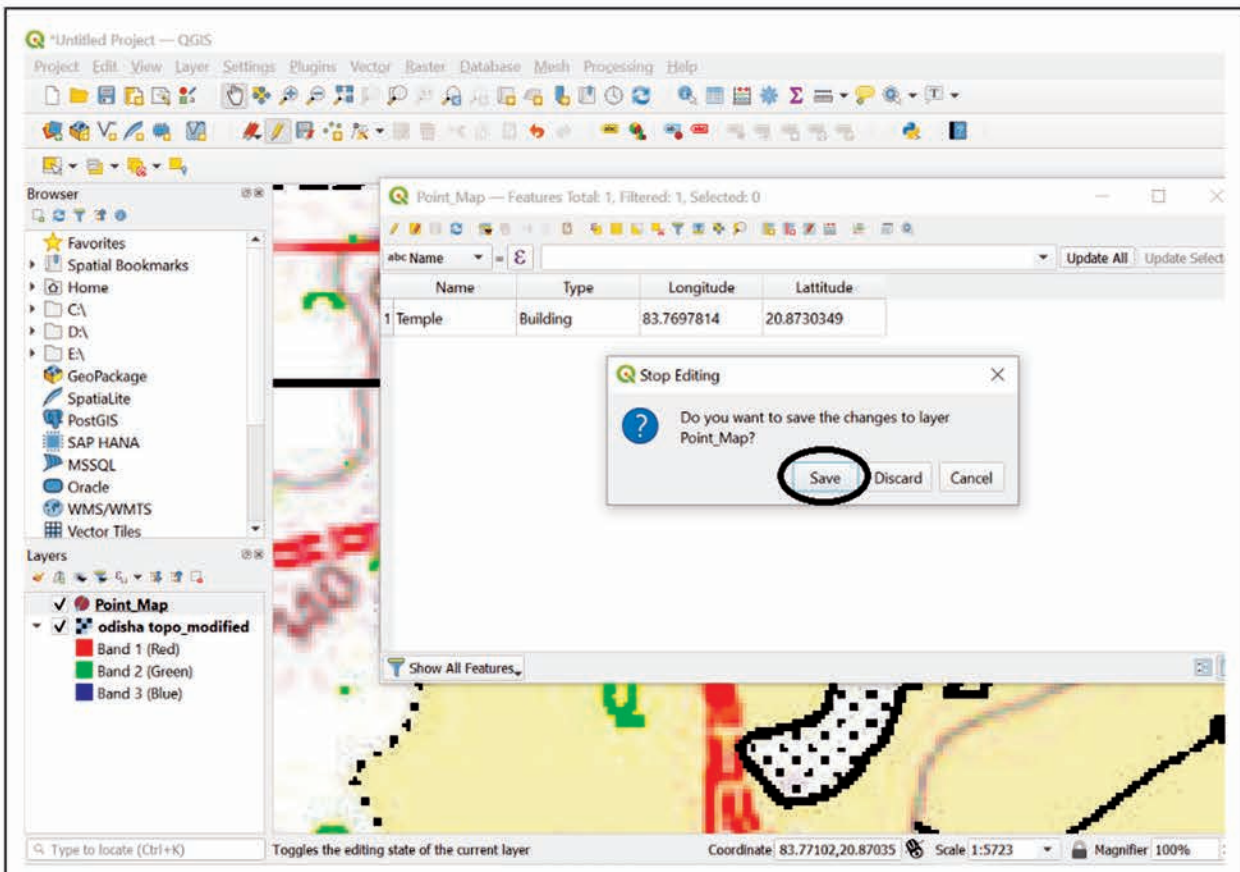 *Untitled Project — QGIS
Project Edit View Layer Settings Plugins Vector Raster Database Mesh Processing Help
Browser
Favorites
Spatial Bookmarks
Home
C:\
D:\
E:\
GeoPackage
SpatiaLite
PostGIS
SAP HANA
MSSQL
Oracle
WMS/WMTS
Vector Tiles
Layers
Point_Map
odisha topo_modified
Band 1 (Red)
Band 2 (Green)
Band 3 (Blue)
Point_Map — Features Total: 1, Filtered: 1, Selected: 0
abc Name = ε Update All Update Select
Name Type Longitude Lattitude
1 Temple Building 83.7697814 20.8730349
Stop Editing
Do you want to save the changes to layer
Point_Map?
Save Discard Cancel
Show All Features
140
Type to locate (Ctrl+K) Toggles the editing state of the current layer Coordinate 83.77102,20.87035 Scale 1:5723 Magnifier 100%